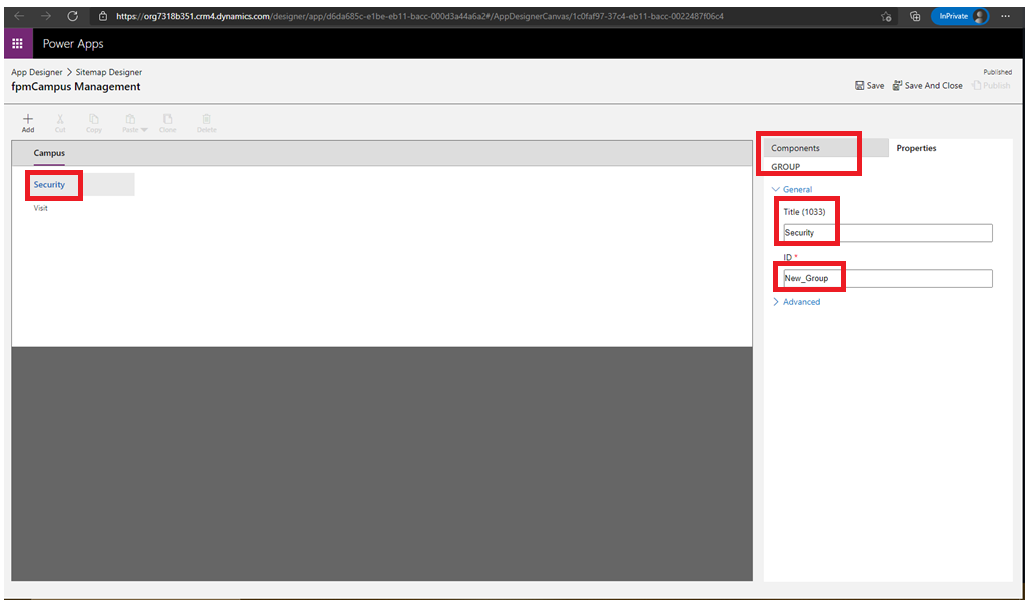 https://org7318b351.crm4.dynamics.com/designer/app/d6da685c-e1be-eb11-bacc-000d3a44a6a2#/AppDesignerCanvas/1c0faf97-37c4-eb11-bacc-0022487f06c4
InPrivate
Power Apps
App Designer > Sitemap Designer
Published
fpmCampus Management
Save
Save And Close
Publish
Add
Cut
Copy
Paste
Clone
Delete
Campus
Security
Visit
Components
Properties
GROUP
General
Title (1033)
Security
ID *
New_Group
Advanced